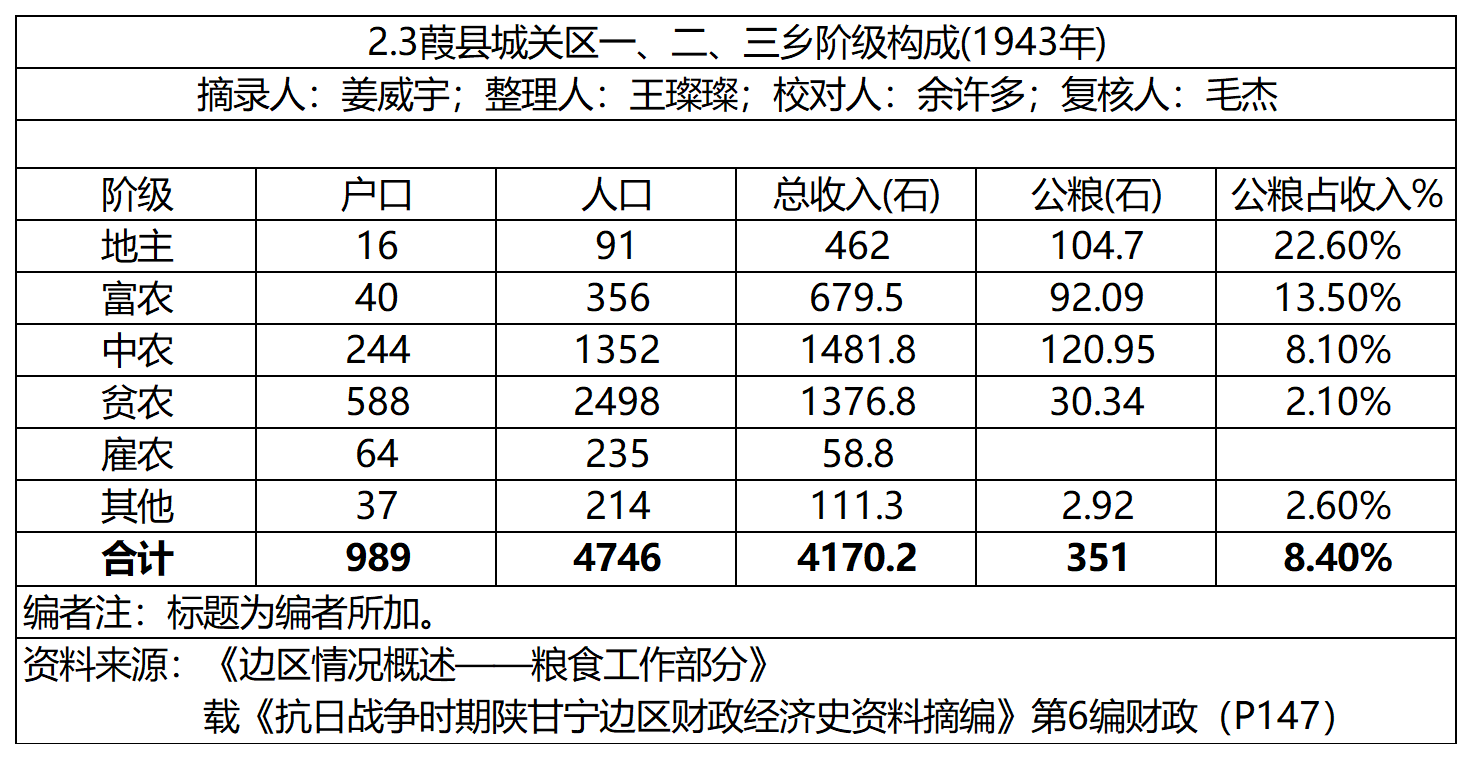 2.3葭县城关区一、二、三乡阶级构成(1943年)
摘录人：姜威宇；整理人：王璨璨；校对人：余许多；复核人：毛杰
阶级 户口 人口 总收入(石) 公粮(石) 公粮占收入%
地主 16 91 462 104.7 22.60%
富农 40 356 679.5 92.09 13.50%
中农 244 1352 1481.8 120.95 8.10%
贫农 588 2498 1376.8 30.34 2.10%
雇农 64 235 58.8
其他 37 214 111.3 2.92 2.60%
合计 989 4746 4170.2 351 8.40%
编者注：标题为编者所加。
资料来源：《边区情况概述——粮食工作部分》
载《抗日战争时期陕甘宁边区财政经济史资料摘编》第6编财政（P147）